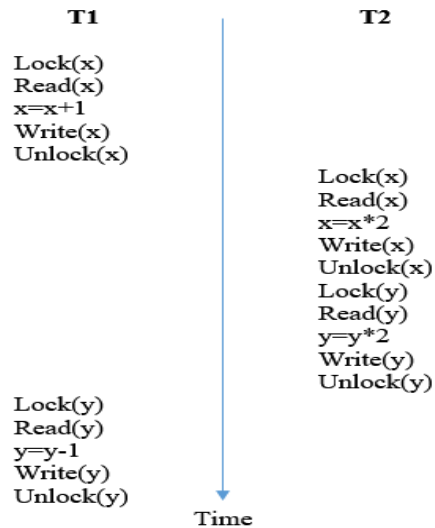 T1 T2
Lock(x)
Read(x)
x=x+1
Write(x)
Unlock(x)
Lock(x)
Read(x)
x=x*2
Write(x)
Unlock(x)
Lock(y)
Read(y)
y=y*2
Write(y)
Unlock(y)
Lock(y)
Read(y)
y=y-1
Write(y)
Unlock(y)
Time